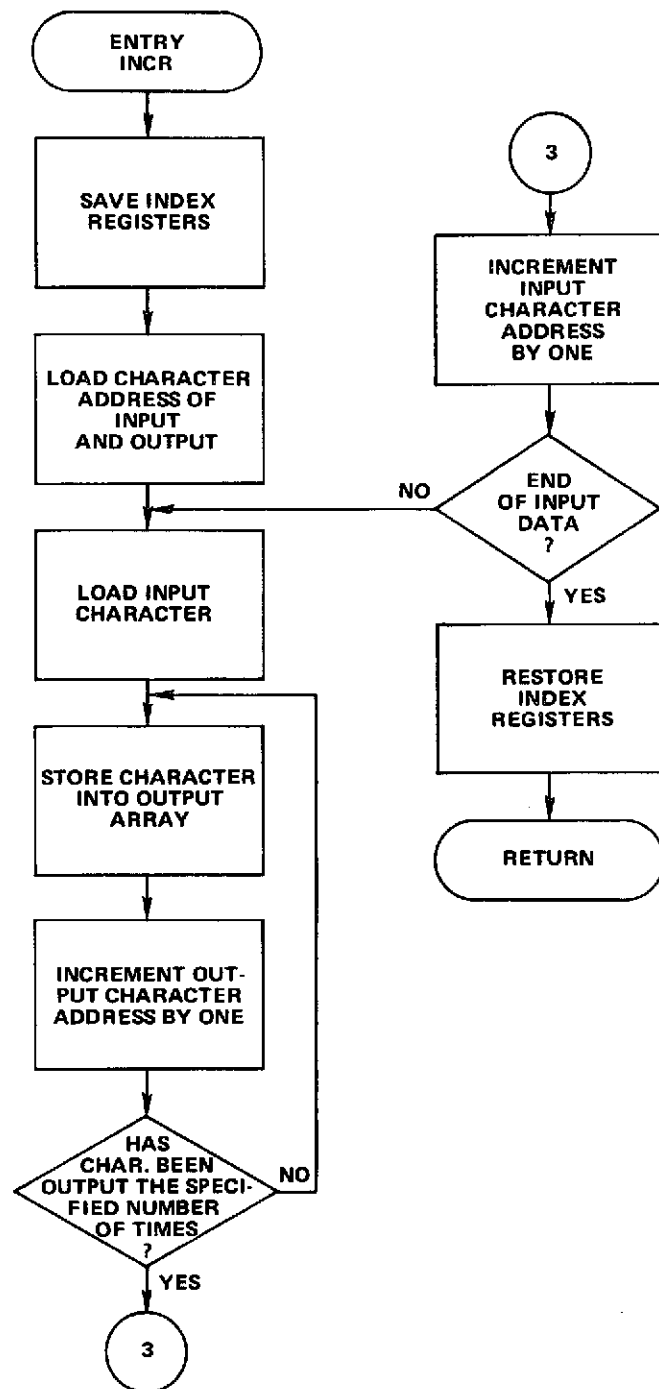 ENTRY
INCR
SAVE INDEX
REGISTERS
LOAD CHARACTER
ADDRESS OF
INPUT
AND OUTPUT
LOAD INPUT
CHARACTER
STORE CHARACTER
INTO OUTPUT
ARRAY
INCREMENT OUT-
PUT CHARACTER
ADDRESS BY ONE
HAS
CHAR. BEEN
OUTPUT THE SPECI-
FIED NUMBER
OF TIMES
?
NO
YES
3
3
INCREMENT
INPUT
CHARACTER
ADDRESS
BY ONE
END
OF INPUT
DATA
?
NO
YES
RESTORE
INDEX
REGISTERS
RETURN